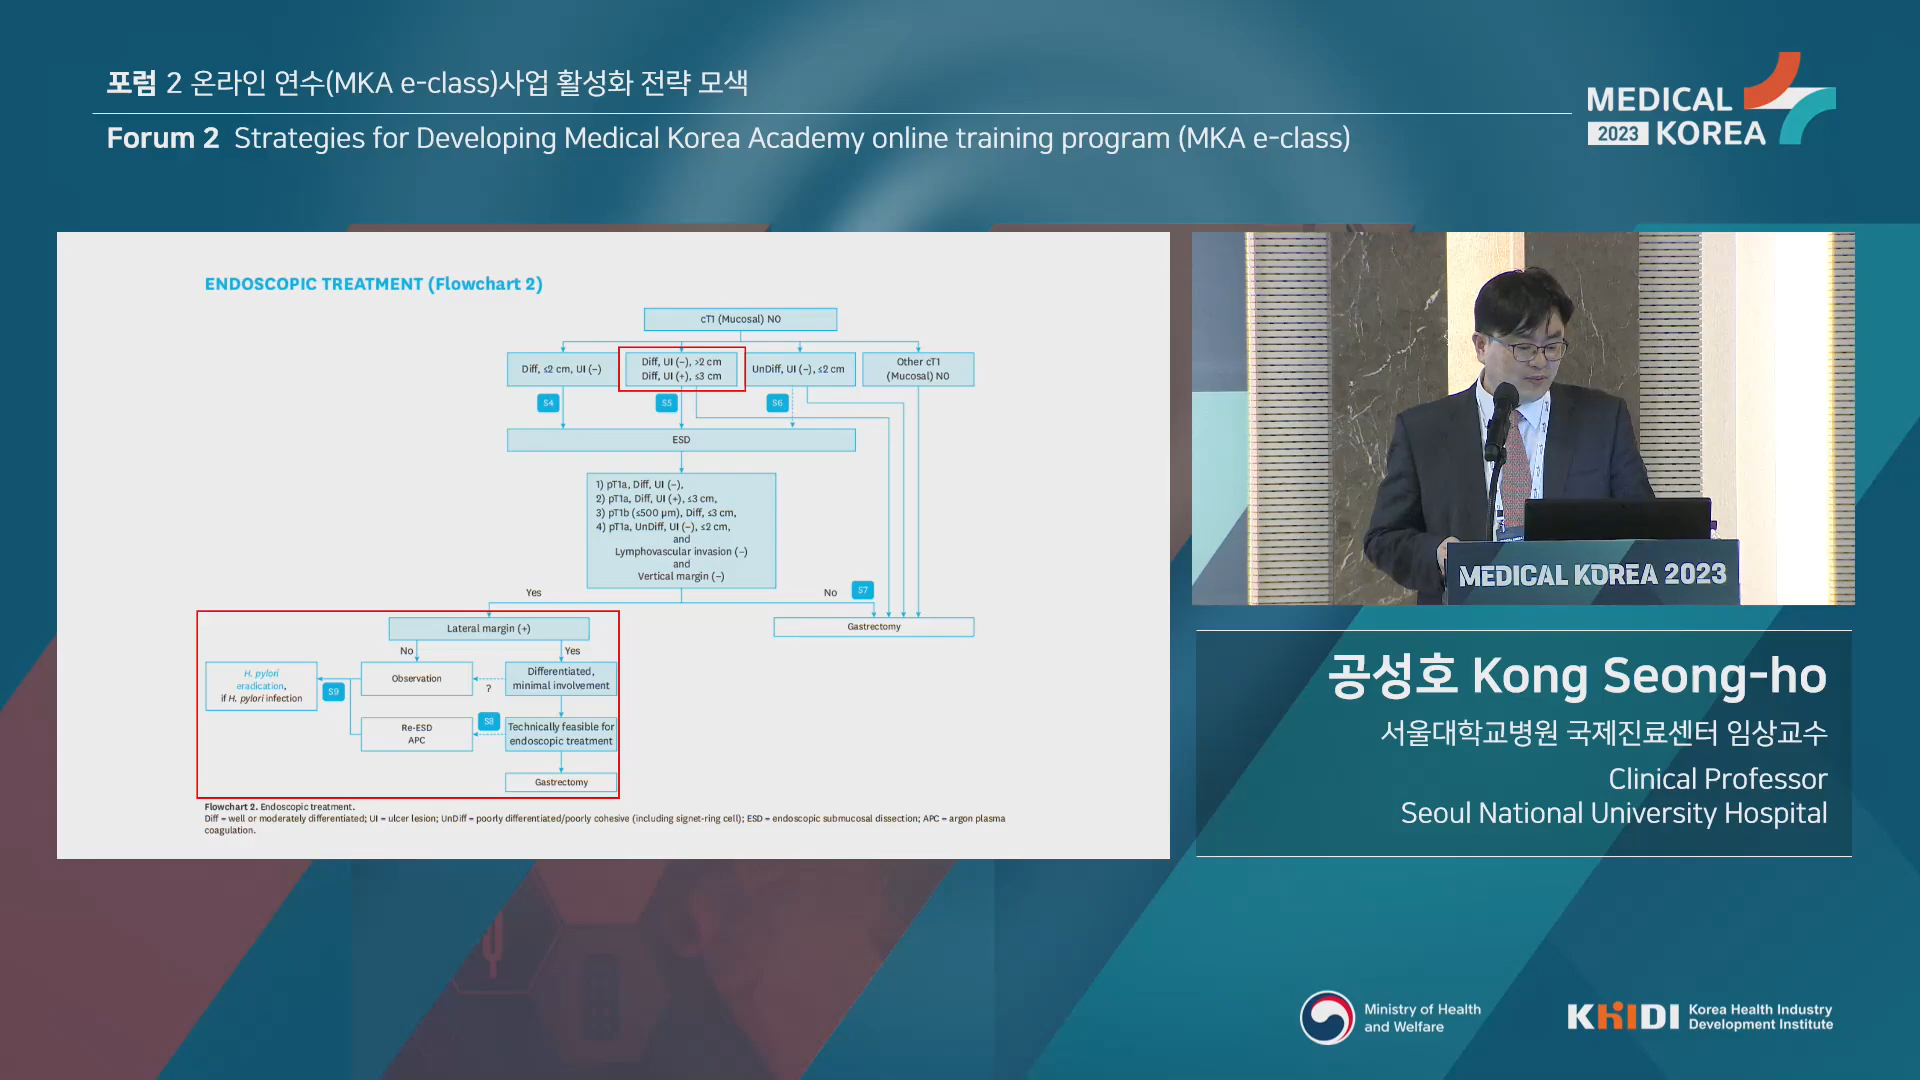 포럼 2 온라인 연수(MKA e-class)사업 활성화 전략 모색
Forum 2 Strategies for Developing Medical Korea Academy online training program (MKA e-class)
MEDICAL
2023 KOREA
ENDOSCOPIC TREATMENT (Flowchart 2)
cT1 (Mucosal) N0
Diff, ≤2 cm, UI (−)
Diff, UI (−), >2 cm
Diff, UI (+), ≤3 cm
UnDiff, UI (−), ≤2 cm
Other cT1
(Mucosal) N0
S4
S5
S6
ESD
1) pT1a, Diff, UI (−),
2) pT1a, Diff, UI (+), ≤3 cm,
3) pT1b (≤500 μm), Diff, ≤3 cm,
4) pT1a, UnDiff, UI (−), ≤2 cm,
and
Lymphovascular invasion (−)
and
Vertical margin (−)
Yes
No
S7
Lateral margin (+)
Gastrectomy
No
Yes
H. pylori
eradication,
if H. pylori infection
S9
Observation
?
Differentiated,
minimal involvement
Re-ESD
APC
S8
Technically feasible for
endoscopic treatment
Gastrectomy
Flowchart 2. Endoscopic treatment.
Diff = well or moderately differentiated; UI = ulcer lesion; UnDiff = poorly differentiated/poorly cohesive (including signet-ring cell); ESD = endoscopic submucosal dissection; APC = argon plasma
coagulation.
MEDICAL KOREA 2023
공성호 Kong Seong-ho
서울대학교병원 국제진료센터 임상교수
Clinical Professor
Seoul National University Hospital
Ministry of Health
and Welfare
KHIDI
Korea Health Industry
Development Institute